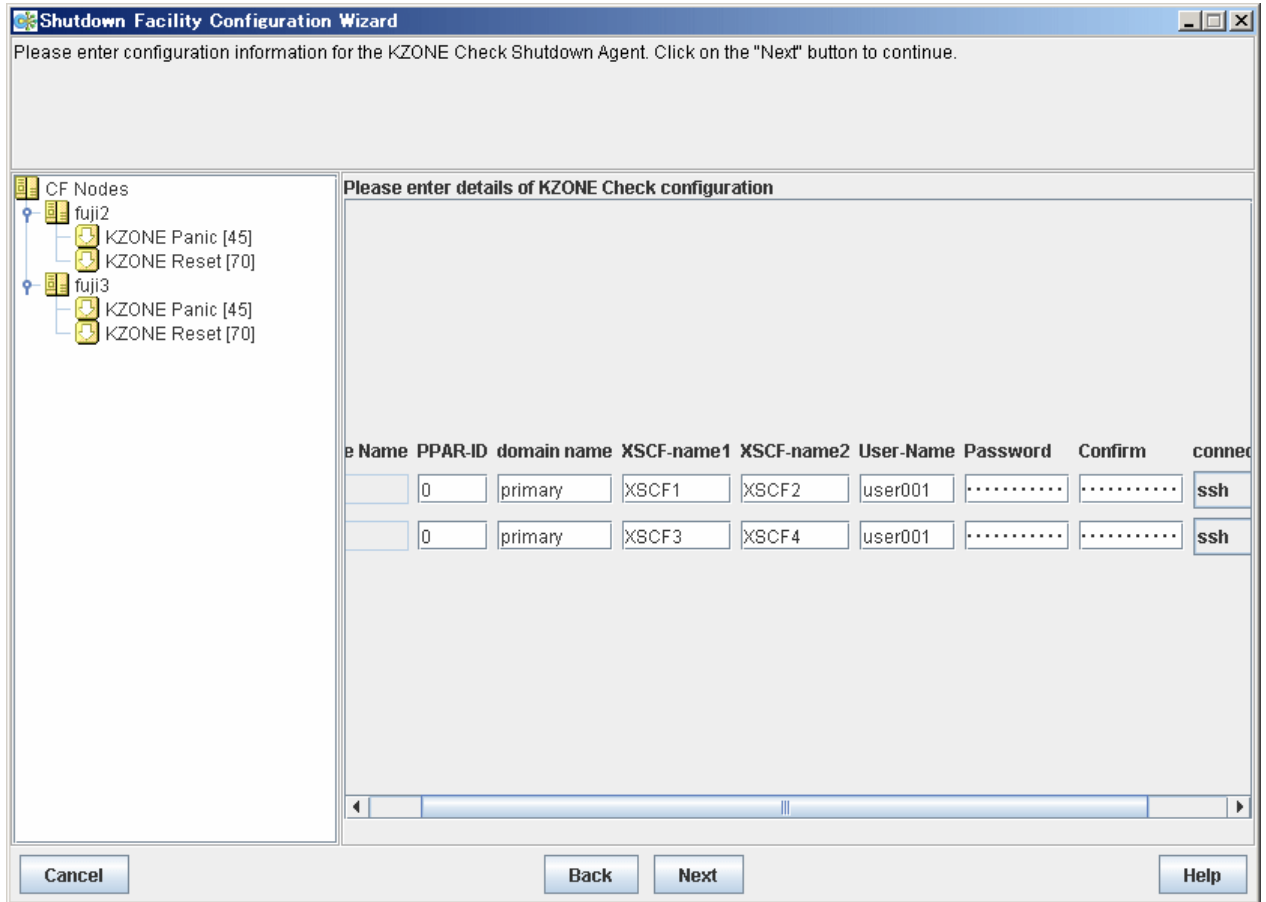 Shutdown Facility Configuration Wizard
Please enter configuration information for the KZONE Check Shutdown Agent. Click on the "Next" button to continue.
CF Nodes
fuji2
KZONE Panic [45]
KZONE Reset [70]
fuji3
KZONE Panic [45]
KZONE Reset [70]
Please enter details of KZONE Check configuration
e Name PPAR-ID domain name XSCF-name1 XSCF-name2 User-Name Password Confirm connec
0 primary XSCF1 XSCF2 user001 ssh
0 primary XSCF3 XSCF4 user001 ssh
Cancel Back Next Help